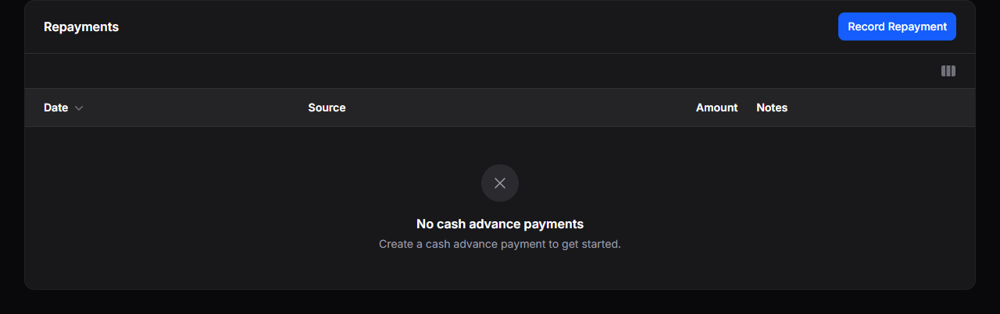 Repayments
Record Repayment
Date Source Amount Notes
No cash advance payments
Create a cash advance payment to get started.